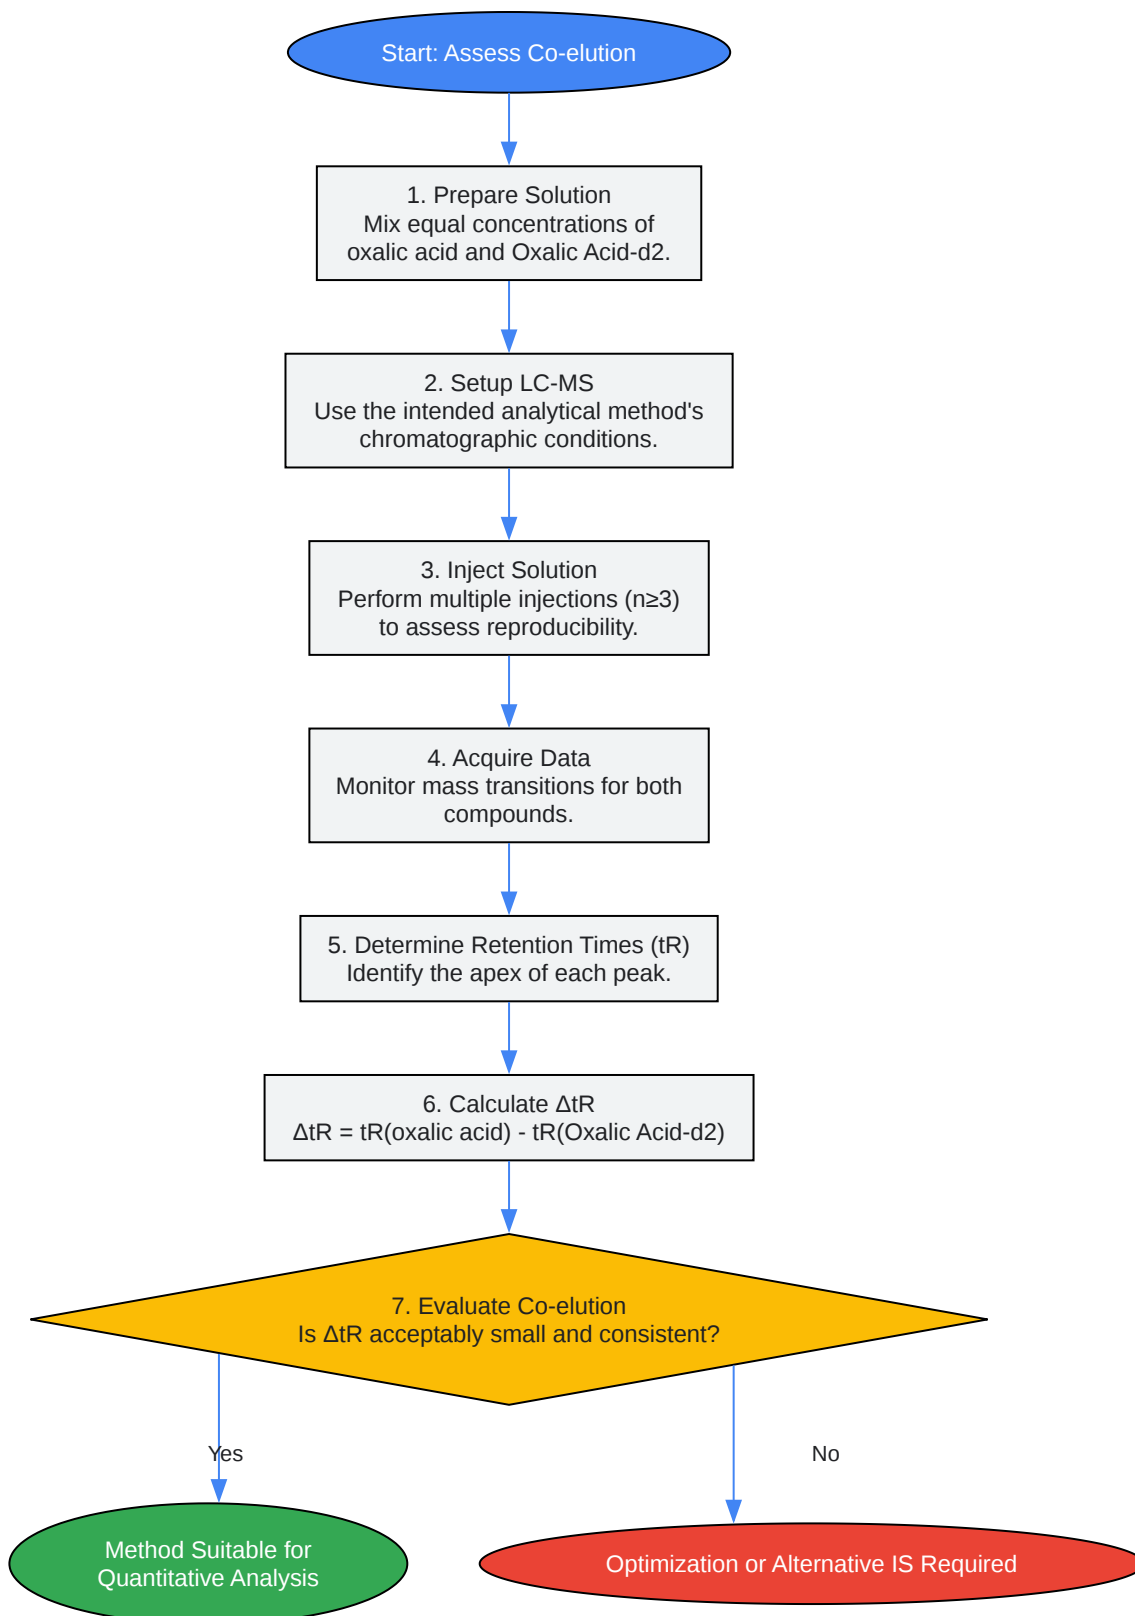 Start: Assess Co-elution
1. Prepare Solution
Mix equal concentrations of
oxalic acid and Oxalic Acid-d2.
2. Setup LC-MS
Use the intended analytical method's
chromatographic conditions.
3. Inject Solution
Perform multiple injections (n≥3)
to assess reproducibility.
4. Acquire Data
Monitor mass transitions for both
compounds.
5. Determine Retention Times (tR)
Identify the apex of each peak.
6. Calculate ΔtR
ΔtR = tR(oxalic acid) - tR(Oxalic Acid-d2)
7. Evaluate Co-elution
Is ΔtR acceptably small and consistent?
Yes
No
Method Suitable for
Quantitative Analysis
Optimization or Alternative IS Required